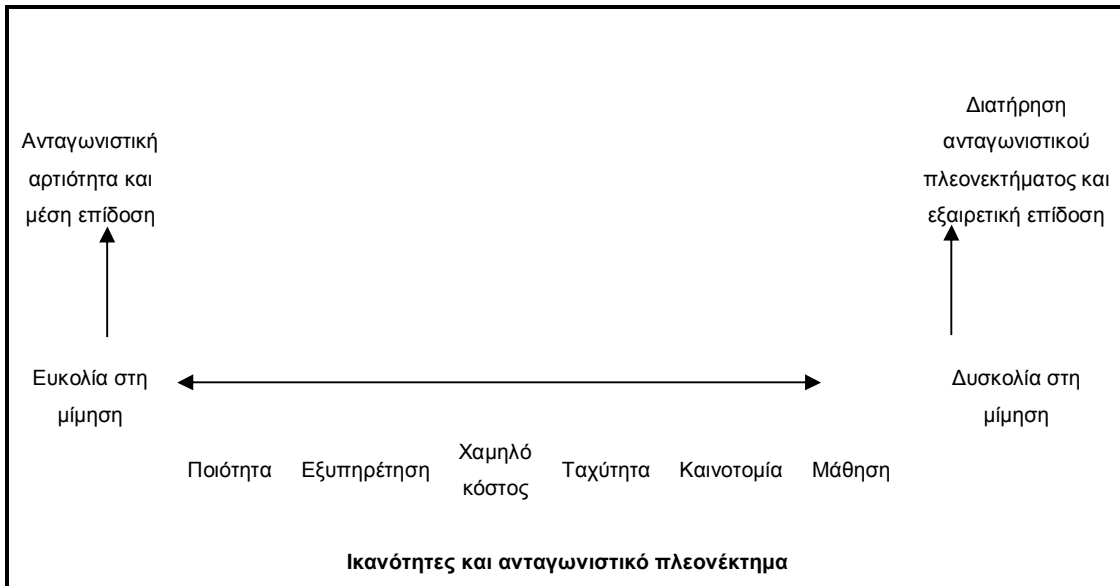 Ανταγωνιστική
αρτιότητα και
μέση επίδοση
Διατήρηση
ανταγωνιστικού
πλεονεκτήματος και
εξαιρετική επίδοση
Ευκολία στη
μίμηση
Δυσκολία στη
μίμηση
Ποιότητα
Εξυπηρέτηση
Χαμηλό
κόστος
Ταχύτητα
Καινοτομία
Μάθηση
Ικανότητες και ανταγωνιστικό πλεονέκτημα